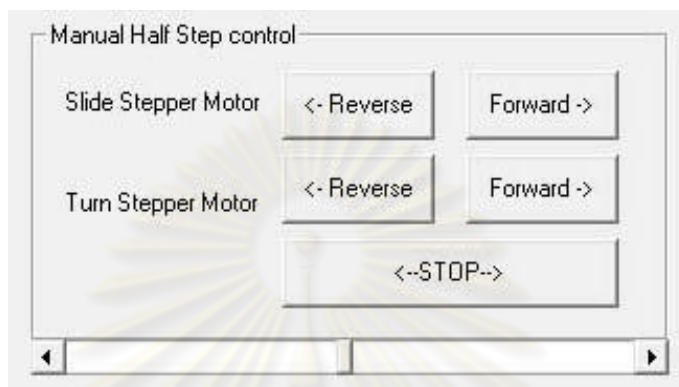 Manual Half Step control
Slide Stepper Motor <- Reverse Forward ->
Turn Stepper Motor <- Reverse Forward ->
<--STOP-->